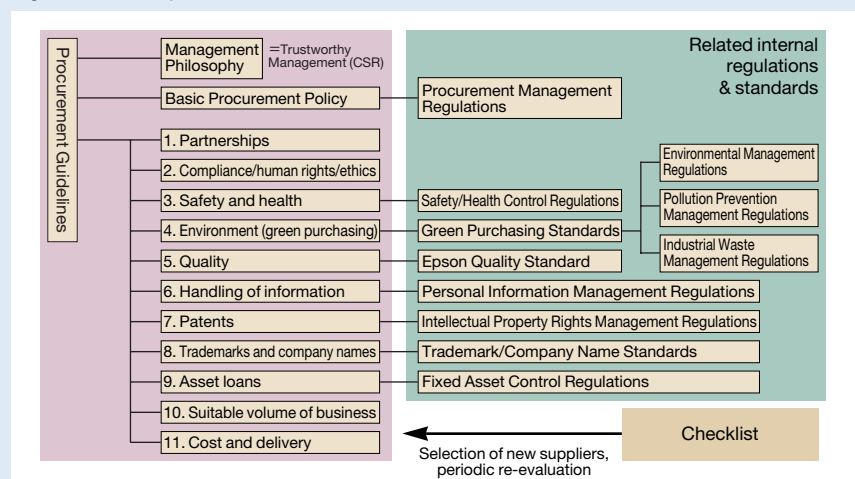 Procurement Guidelines
Management
Philosophy
=Trustworthy
Management (CSR)
Basic Procurement Policy
1. Partnerships
2. Compliance/human rights/ethics
3. Safety and health
4. Environment (green purchasing)
5. Quality
6. Handling of information
7. Patents
8. Trademarks and company names
9. Asset loans
10. Suitable volume of business
11. Cost and delivery
Related internal
regulations
& standards
Procurement Management
Regulations
Safety/Health Control Regulations
Green Purchasing Standards
Environmental Management
Regulations
Pollution Prevention
Management Regulations
Industrial Waste
Management Regulations
Epson Quality Standard
Personal Information Management Regulations
Intellectual Property Rights Management Regulations
Trademark/Company Name Standards
Fixed Asset Control Regulations
Checklist
Selection of new suppliers,
periodic re-evaluation